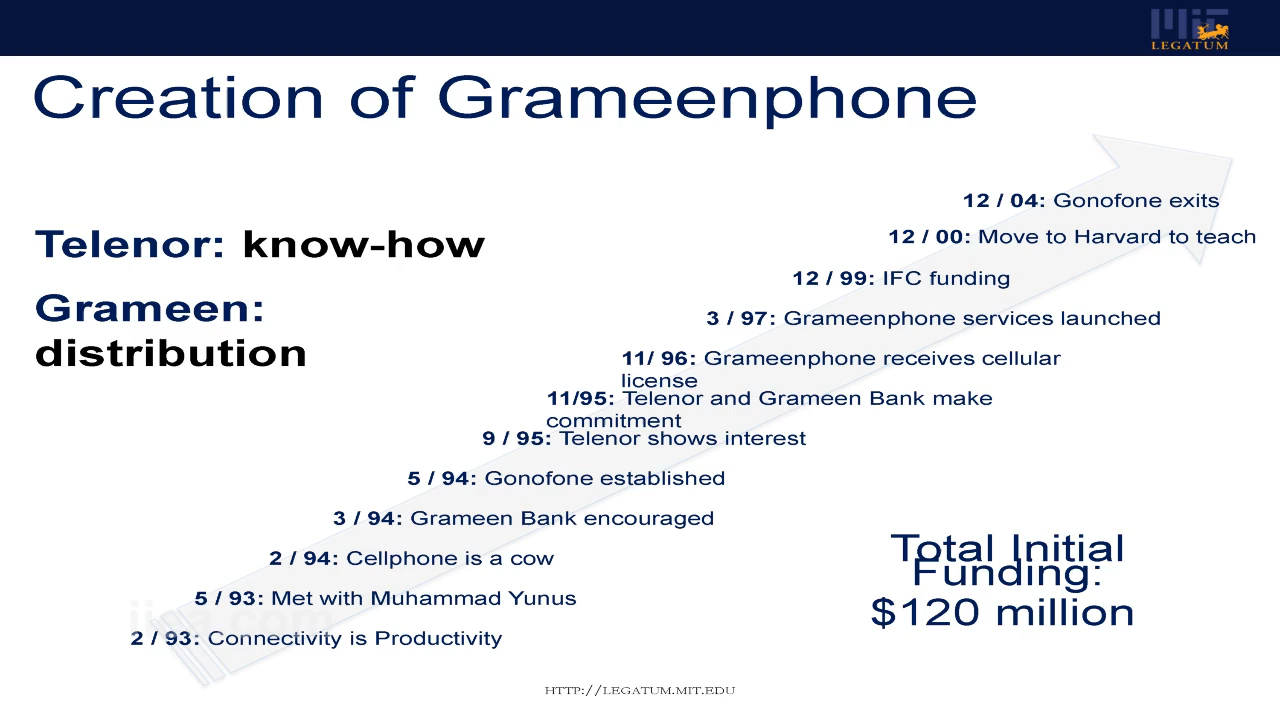 MIT
LEGATUM
Creation of Grameenphone
12 / 04: Gonofone exits
Telenor: know-how
12 / 00: Move to Harvard to teach
12 / 99: IFC funding
Grameen:
distribution
3 / 97: Grameenphone services launched
11/ 96: Grameenphone receives cellular
license
11/95: Telenor and Grameen Bank make
commitment
9 / 95: Telenor shows interest
5 / 94: Gonofone established
3 / 94: Grameen Bank encouraged
2 / 94: Cellphone is a cow
5 / 93: Met with Muhammad Yunus
2 / 93: Connectivity is Productivity
Total Initial
Funding:
$120 million
HTTP://LEGATUM.MIT.EDU